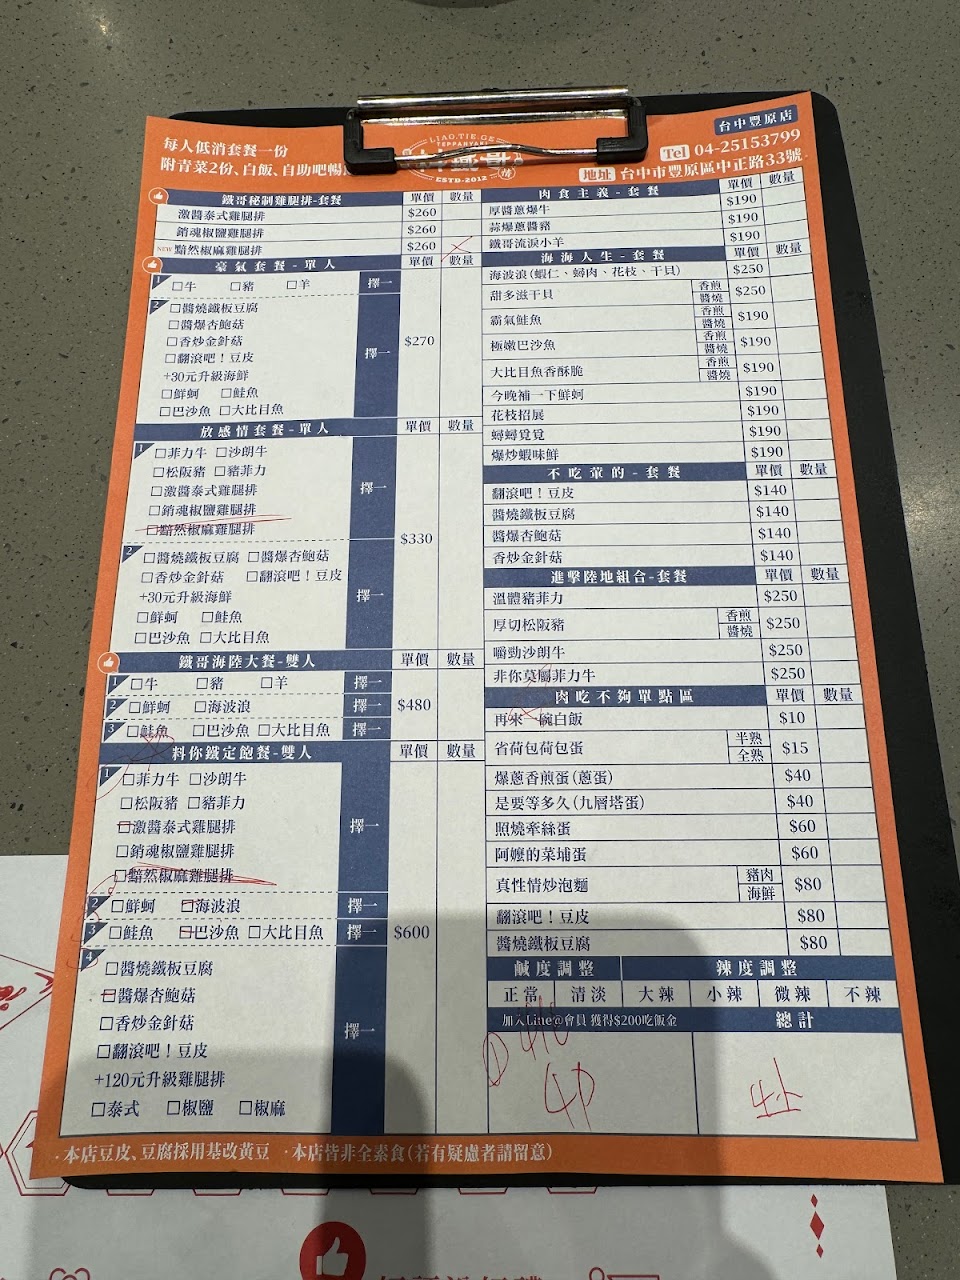 台中豐原店
每人低消套餐一份
附青菜2份、白飯、自助吧暢
LIAO.TIE.GE
TEPPANYAKI
ESTD.2012
Tel 04-25153799
地址 台中市豐原區中正路33號
鐵哥秘制雞腿排-套餐 單價 數量
激醬泰式雞腿排 $260
銷魂椒鹽雞腿排 $260
NEW 黯然椒麻雞腿排 $260
豪氣套餐-單人 單價 數量
1 □牛 □豬 □羊 擇一
2 □醬燒鐵板豆腐
□醬爆杏鮑菇
□香炒金針菇
□翻滾吧！豆皮 擇一 $270
+30元升級海鮮
□鮮蚵 □鮭魚
□巴沙魚 □大比目魚
放感情套餐-單人 單價 數量
1 □菲力牛 □沙朗牛
□松阪豬 □豬菲力
□激醬泰式雞腿排 擇一
□銷魂椒鹽雞腿排
□黯然椒麻雞腿排
$330
2 □醬燒鐵板豆腐 □醬爆杏鮑菇
□香炒金針菇 □翻滾吧！豆皮
+30元升級海鮮 擇一
□鮮蚵 □鮭魚
□巴沙魚 □大比目魚
鐵哥海陸大餐-雙人 單價 數量
1 □牛 □豬 □羊 擇一
2 □鮮蚵 □海波浪 擇一 $480
3 □鮭魚 □巴沙魚 □大比目魚 擇一
料你鐵定飽餐-雙人 單價 數量
1 □菲力牛 □沙朗牛
□松阪豬 □豬菲力
□激醬泰式雞腿排 擇一
□銷魂椒鹽雞腿排
□黯然椒麻雞腿排
2 □鮮蚵 □海波浪 擇一
3 □鮭魚 □巴沙魚 □大比目魚 擇一 $600
4 □醬燒鐵板豆腐
□醬爆杏鮑菇
□香炒金針菇 擇一
□翻滾吧！豆皮
+120元升級雞腿排
□泰式 □椒鹽 □椒麻
肉食主義-套餐 單價 數量
厚醬蔥爆牛 $190
蒜爆蔥醬豬 $190
鐵哥流淚小羊 $190
海海人生-套餐 單價 數量
海波浪(蝦仁、蟳肉、花枝、干貝) $250
甜多滋干貝 香煎 醬燒 $250
霸氣鮭魚 香煎 醬燒 $190
極嫩巴沙魚 香煎 醬燒 $190
大比目魚香酥脆 香煎 醬燒 $190
今晚補一下鮮蚵 $190
花枝招展 $190
蟳蟳覓覓 $190
爆炒蝦味鮮 $190
不吃葷的-套餐 單價 數量
翻滾吧！豆皮 $140
醬燒鐵板豆腐 $140
醬爆杏鮑菇 $140
香炒金針菇 $140
進擊陸地組合-套餐 單價 數量
溫體豬菲力 $250
厚切松阪豬 香煎 醬燒 $250
嚼勁沙朗牛 $250
非你莫屬菲力牛 $250
肉吃不夠單點區 單價 數量
再來一碗白飯 $10
省荷包荷包蛋 半熟 全熟 $15
爆蔥香煎蛋(蔥蛋) $40
是要等多久(九層塔蛋) $40
照燒牽絲蛋 $60
阿嬤的菜埔蛋 $60
真性情炒泡麵 豬肉 海鮮 $80
翻滾吧！豆皮 $80
醬燒鐵板豆腐 $80
鹹度調整 辣度調整
正常 清淡 大辣 小辣 微辣 不辣
加入Line@會員 獲得$200吃飯金 總計
·本店豆皮、豆腐採用基改黃豆 ·本店皆非全素食(若有疑慮者請留意)